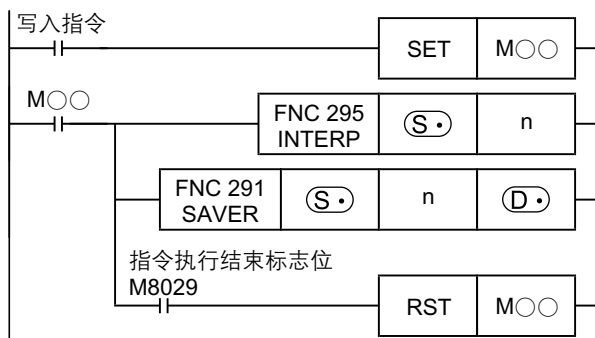 写入指令
SET M○○
M○○
FNC 295
INTERP
S· n
FNC 291
SAVER
S· n D·
指令执行结束标志位
M8029
RST M○○